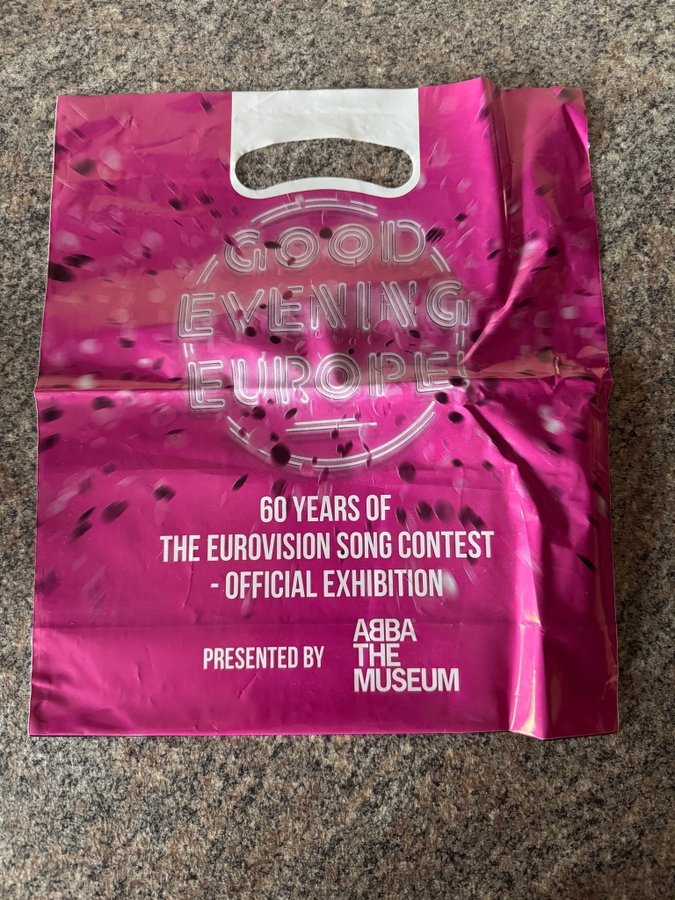 GOOD
EVENING
EUROPE!
60 YEARS OF
THE EUROVISION SONG CONTEST
- OFFICIAL EXHIBITION
PRESENTED BY
ABBA
THE
MUSEUM